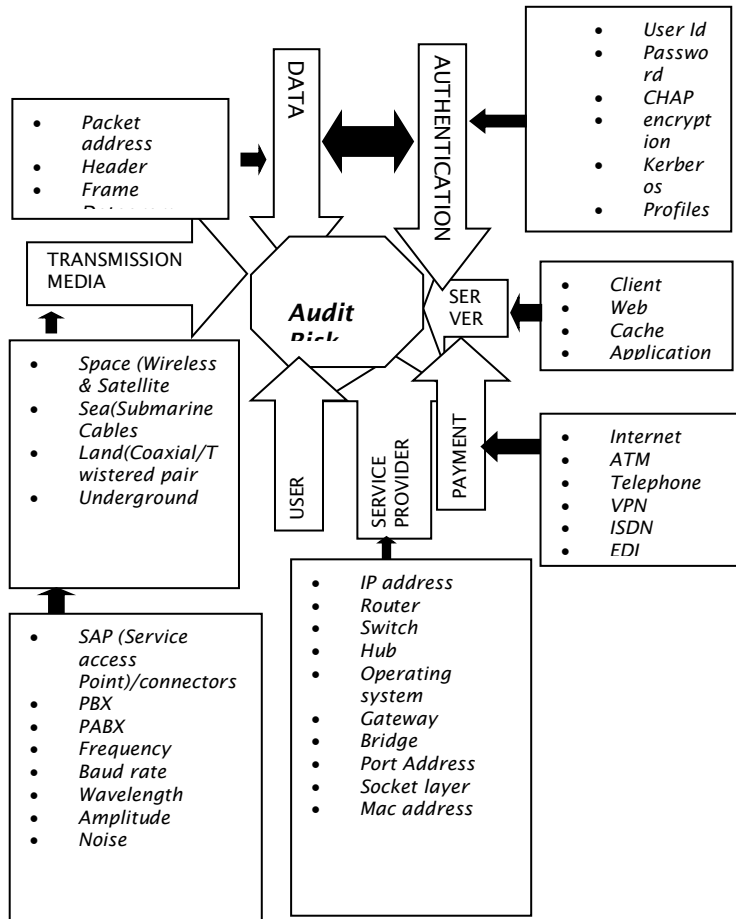 DATA
AUTHENTICATION
• User Id
• Passwo
rd
• CHAP
• encrypt
ion
• Kerber
os
• Profiles
• Packet
address
• Header
• Frame
TRANSMISSION
MEDIA
Audit
Risk
SER
VER
• Client
• Web
• Cache
• Application
• Space (Wireless
& Satellite
• Sea(Submarine
Cables
• Land(Coaxial/T
wistered pair
• Underground
USER
SERVICE
PROVIDER
PAYMENT
• Internet
• ATM
• Telephone
• VPN
• ISDN
• EDI
• SAP (Service
access
Point)/connectors
• PBX
• PABX
• Frequency
• Baud rate
• Wavelength
• Amplitude
• Noise
• IP address
• Router
• Switch
• Hub
• Operating
system
• Gateway
• Bridge
• Port Address
• Socket layer
• Mac address